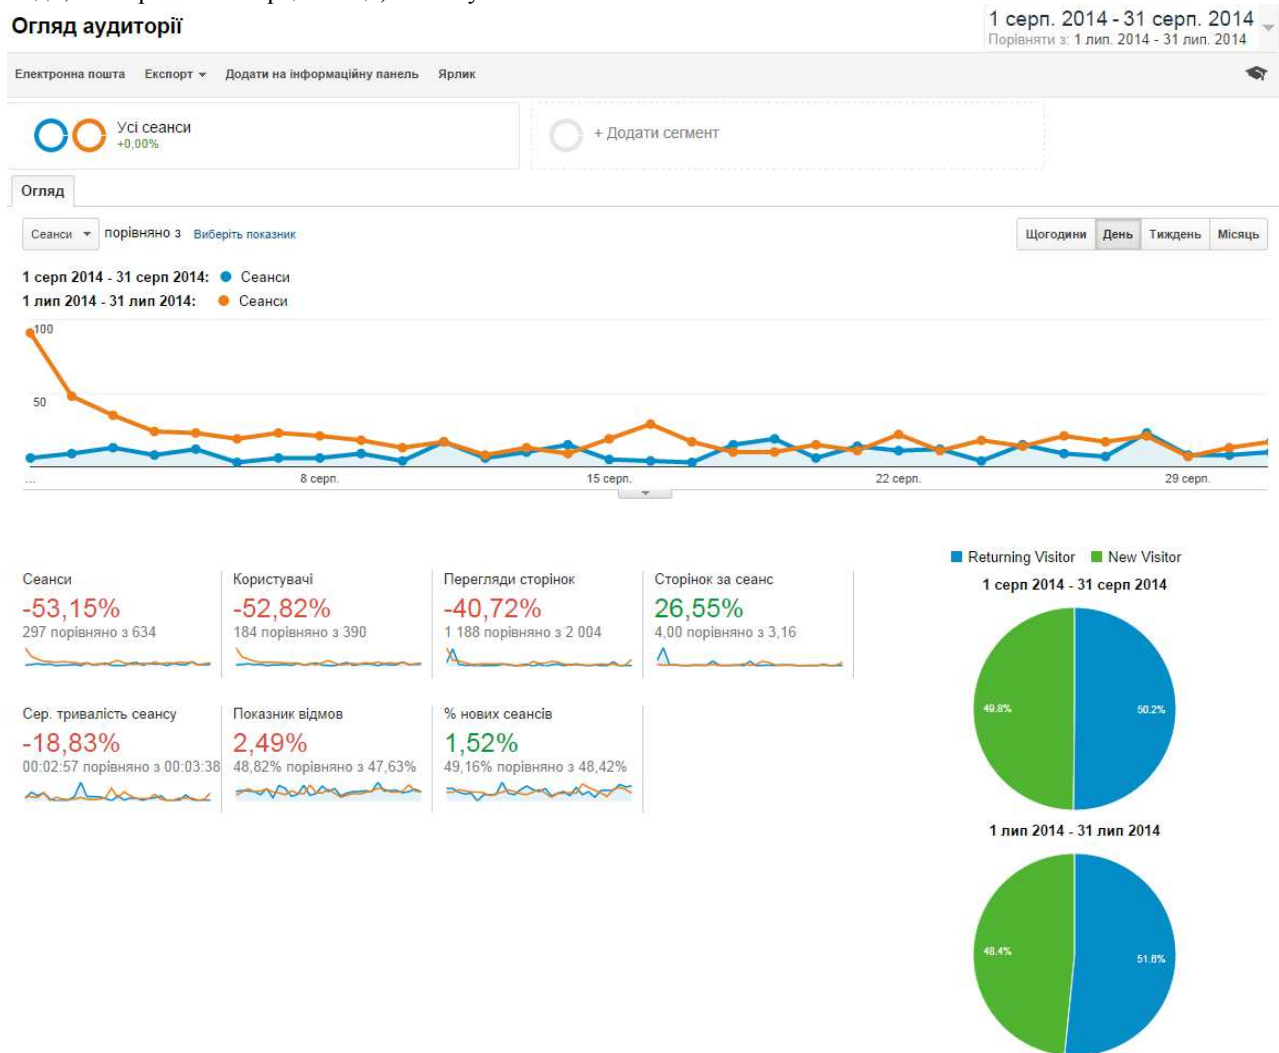 Огляд аудиторії
1 серп. 2014 - 31 серп. 2014
Порівняти з: 1 лип. 2014 - 31 лип. 2014
Електронна пошта Експорт Додати на інформаційну панель Ярлик
Усі сеанси
+0,00%
+ Додати сегмент
Огляд
Сеанси порівняно з Виберіть показник
Щогодини День Тиждень Місяць
1 серп 2014 - 31 серп 2014: Сеанси
1 лип 2014 - 31 лип 2014: Сеанси
100
50
... 8 серп. 15 серп. 22 серп. 29 серп.
Returning Visitor New Visitor
1 серп 2014 - 31 серп 2014
49.8% 50.2%
1 лип 2014 - 31 лип 2014
48.4% 51.6%
Сеанси
-53,15%
297 порівняно з 634
Користувачі
-52,82%
184 порівняно з 390
Перегляди сторінок
-40,72%
1 188 порівняно з 2 004
Сторінок за сеанс
26,55%
4,00 порівняно з 3,16
Сер. тривалість сеансу
-18,83%
00:02:57 порівняно з 00:03:38
Показник відмов
2,49%
48,82% порівняно з 47,63%
% нових сеансів
1,52%
49,16% порівняно з 48,42%